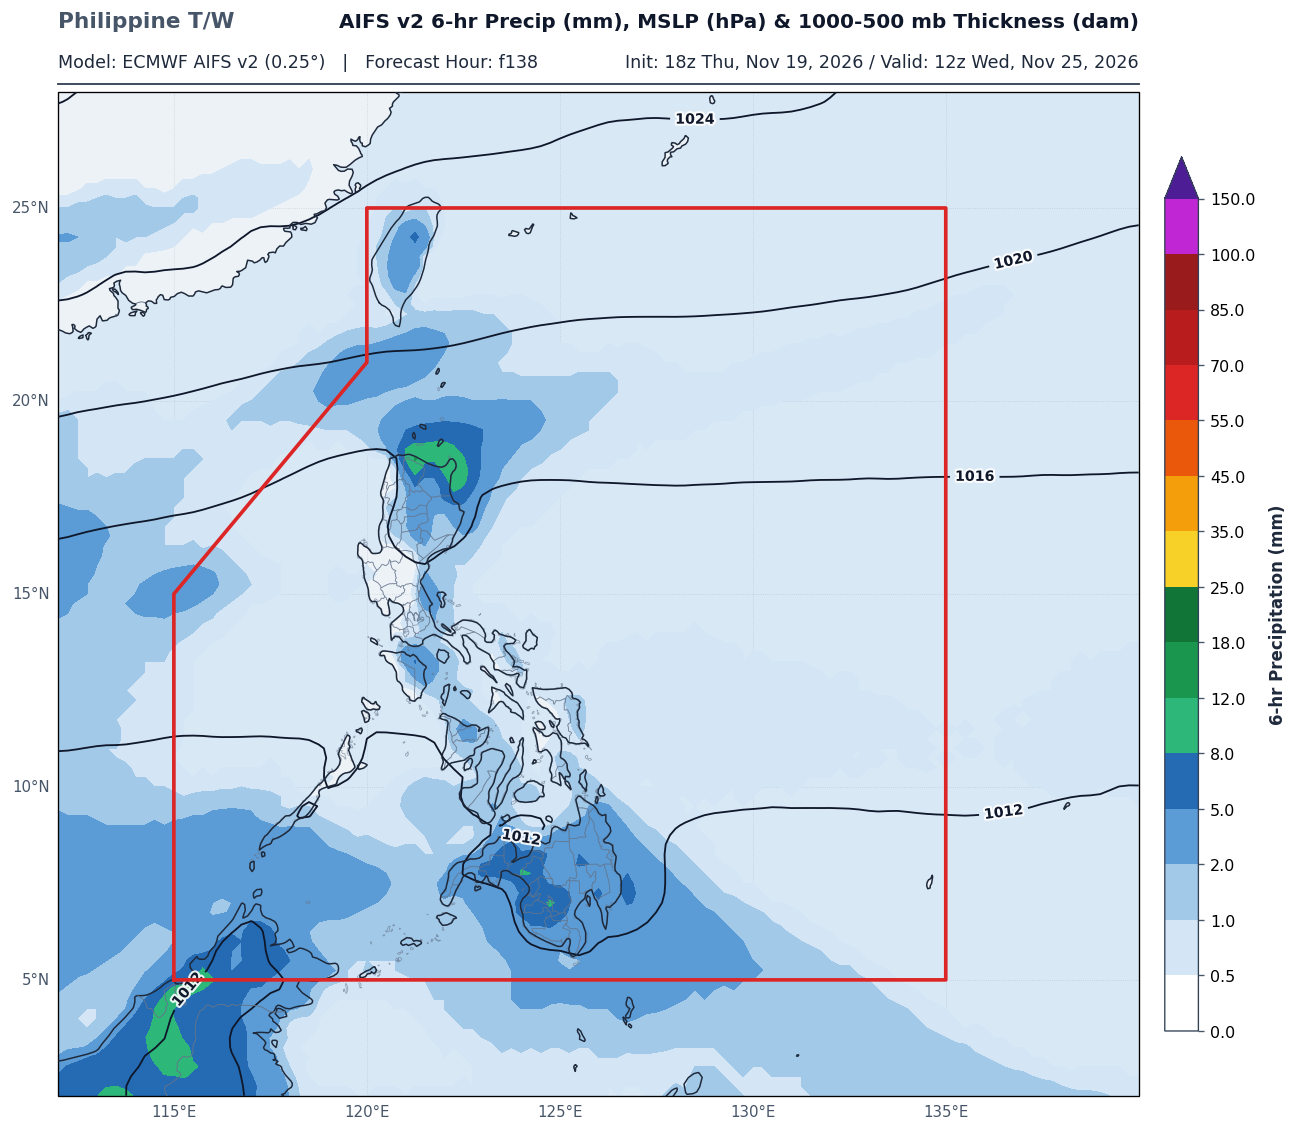 Philippine T/W
AIFS v2 6-hr Precip (mm), MSLP (hPa) & 1000-500 mb Thickness (dam)
Model: ECMWF AIFS v2 (0.25°) | Forecast Hour: f138
Init: 18z Thu, Nov 19, 2026 / Valid: 12z Wed, Nov 25, 2026
1024
1020
1016
1012
1012
1012
25°N
20°N
15°N
10°N
5°N
115°E
120°E
125°E
130°E
135°E
150.0
100.0
85.0
70.0
55.0
45.0
35.0
25.0
18.0
12.0
8.0
5.0
2.0
1.0
0.5
0.0
6-hr Precipitation (mm)